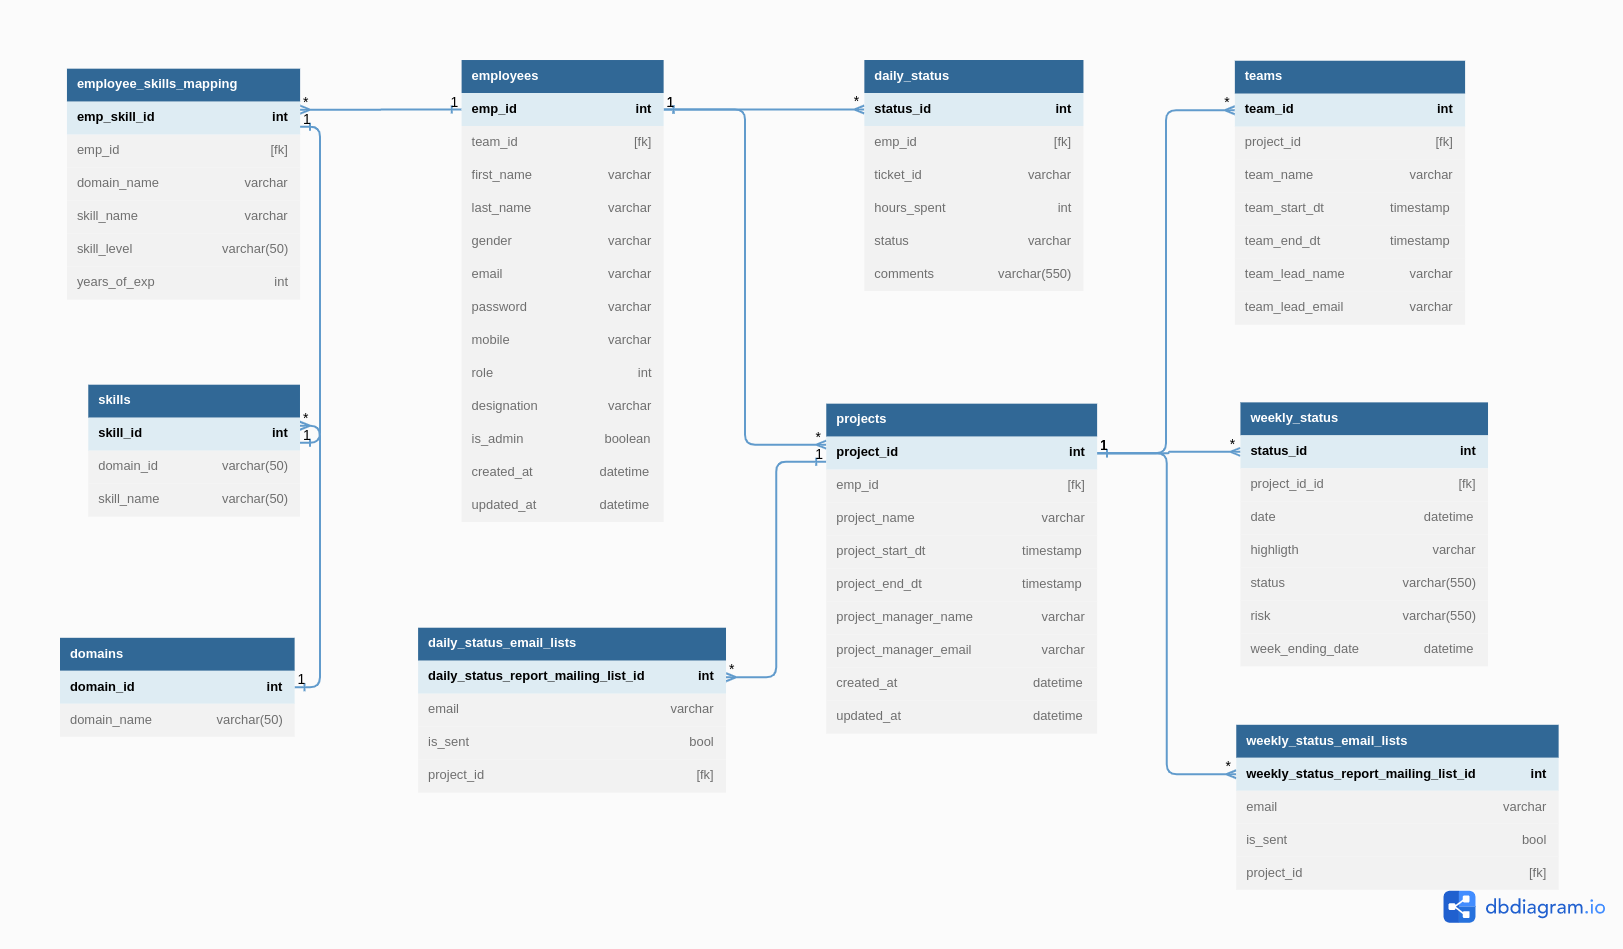 employee_skills_mapping
emp_skill_id int
emp_id [fk]
domain_name varchar
skill_name varchar
skill_level varchar(50)
years_of_exp int
* 1
1
employees
emp_id int
team_id [fk]
first_name varchar
last_name varchar
gender varchar
email varchar
password varchar
mobile varchar
role int
designation varchar
is_admin boolean
created_at datetime
updated_at datetime
1 *
daily_status
status_id int
emp_id [fk]
ticket_id varchar
hours_spent int
status varchar
comments varchar(550)
*
teams
team_id int
project_id [fk]
team_name varchar
team_start_dt timestamp
team_end_dt timestamp
team_lead_name varchar
team_lead_email varchar
skills
skill_id int
domain_id varchar(50)
skill_name varchar(50)
*
1
* 1
1
projects
project_id int
emp_id [fk]
project_name varchar
project_start_dt timestamp
project_end_dt timestamp
project_manager_name varchar
project_manager_email varchar
created_at datetime
updated_at datetime
*
weekly_status
status_id int
project_id_id [fk]
date datetime
highligth varchar
status varchar(550)
risk varchar(550)
week_ending_date datetime
domains
domain_id int
domain_name varchar(50)
1
daily_status_email_lists
daily_status_report_mailing_list_id int
email varchar
is_sent bool
project_id [fk]
*
*
weekly_status_email_lists
weekly_status_report_mailing_list_id int
email varchar
is_sent bool
project_id [fk]
dbdiagram.io